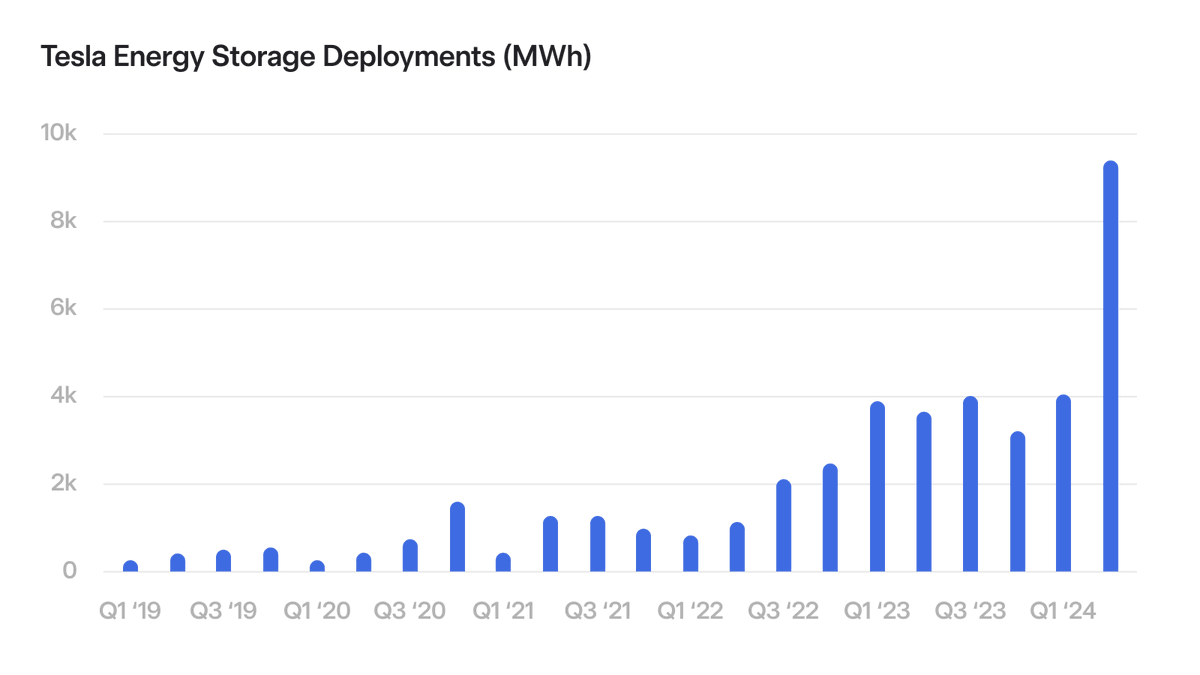 Tesla Energy Storage Deployments (MWh)
10k
8k
6k
4k
2k
0
Q1 ‘19 Q3 ‘19 Q1 ‘20 Q3 ‘20 Q1 ‘21 Q3 ‘21 Q1 ‘22 Q3 ‘22 Q1 ‘23 Q3 ‘23 Q1 ‘24